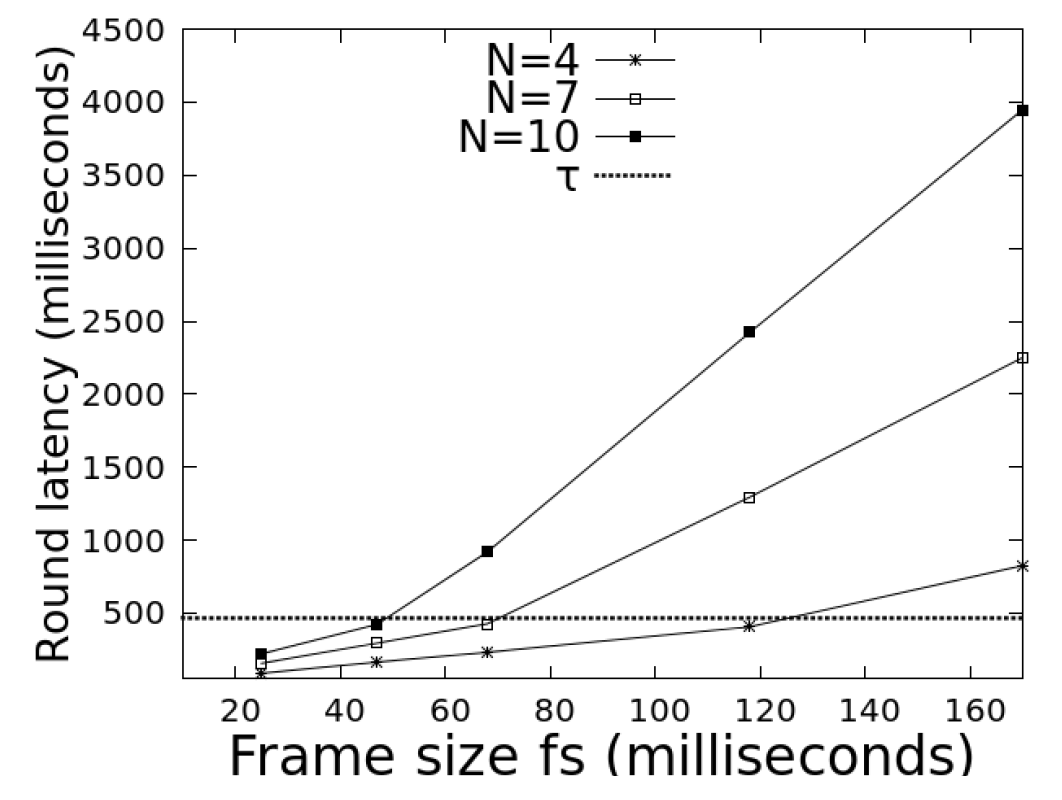 4500
4000
3500
3000
2500
2000
1500
1000
500
Round latency (milliseconds)
N=4
N=7
N=10
τ
20 40 60 80 100 120 140 160
Frame size fs (milliseconds)